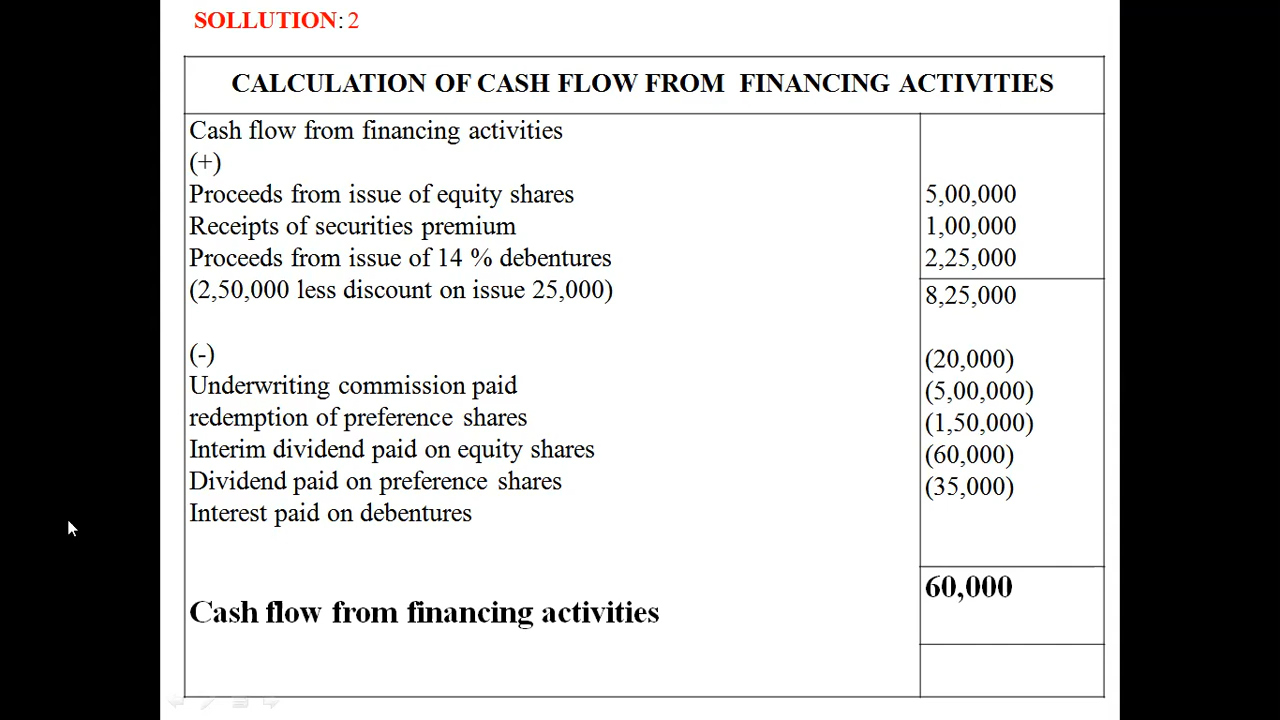 SOLLUTION: 2
CALCULATION OF CASH FLOW FROM FINANCING ACTIVITIES
Cash flow from financing activities
(+)
Proceeds from issue of equity shares 5,00,000
Receipts of securities premium 1,00,000
Proceeds from issue of 14 % debentures 2,25,000
(2,50,000 less discount on issue 25,000) 8,25,000
(-) (20,000)
Underwriting commission paid (5,00,000)
redemption of preference shares (1,50,000)
Interim dividend paid on equity shares (60,000)
Dividend paid on preference shares (35,000)
Interest paid on debentures
60,000
Cash flow from financing activities